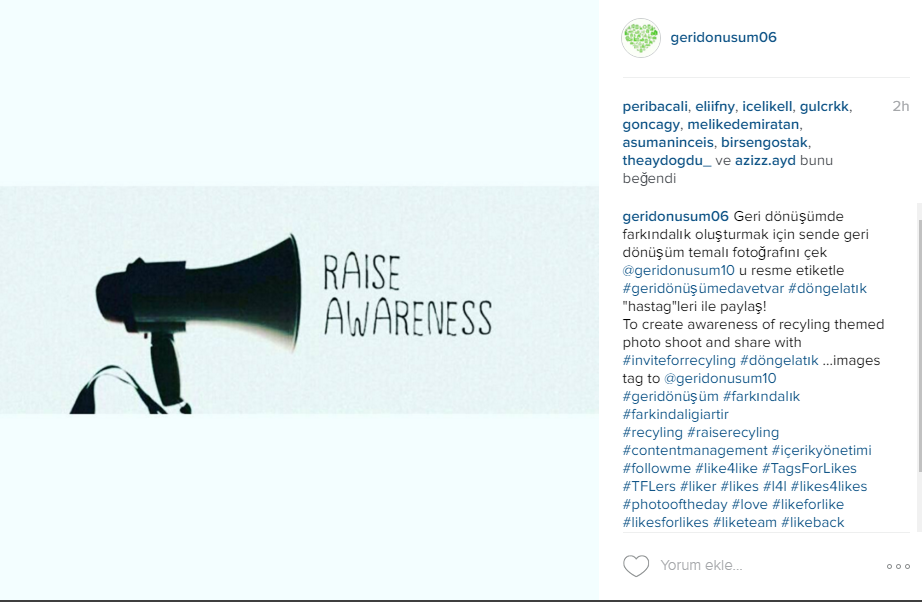 RAISE
AWARENESS
geridonusum06
peribacali, eliifny, icelikell, gulcrkk, 2h
goncagy, melikedemiratan,
asumaninceis, birsengostak,
theaydogdu_ ve azizz.ayd bunu
beğendi
geridonusum06 Geri dönüşümde
farkındalık oluşturmak için sende geri
dönüşüm temalı fotoğrafını çek
@geridonusum10 u resme etiketle
#geridönüşümedavetvar #döngelatık
"hastag"leri ile paylaş!
To create awareness of recyling themed
photo shoot and share with
#inviteforrecyling #döngelatık ...images
tag to @geridonusum10
#geridönüşüm #farkındalık
#farkindaligiartir
#recyling #raiserecyling
#contentmanagement #içerikyönetimi
#followme #like4like #TagsForLikes
#TFLers #liker #likes #l4l #likes4likes
#photooftheday #love #likeforlike
#likesforlikes #liketeam #likeback
Yorum ekle...